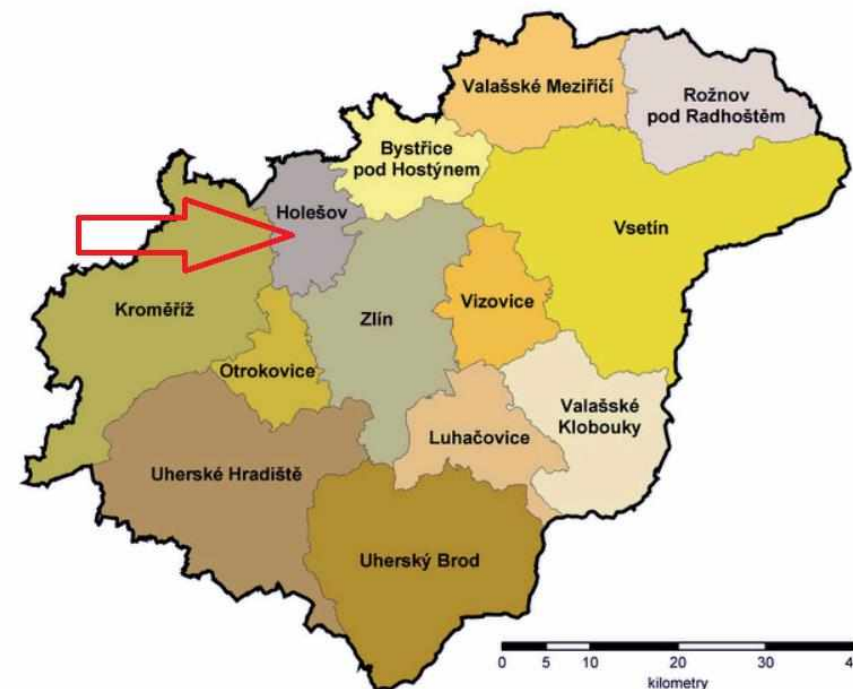 Valašské Meziříčí
Rožnov
pod Radhoštěm
Bystřice
pod Hostýnem
Holešov
Vsetín
Kroměříž
Zlín
Vizovice
Otrokovice
Valašské
Klobouky
Luhačovice
Uherské Hradiště
Uherský Brod
0 5 10 20 30 4
kilometry